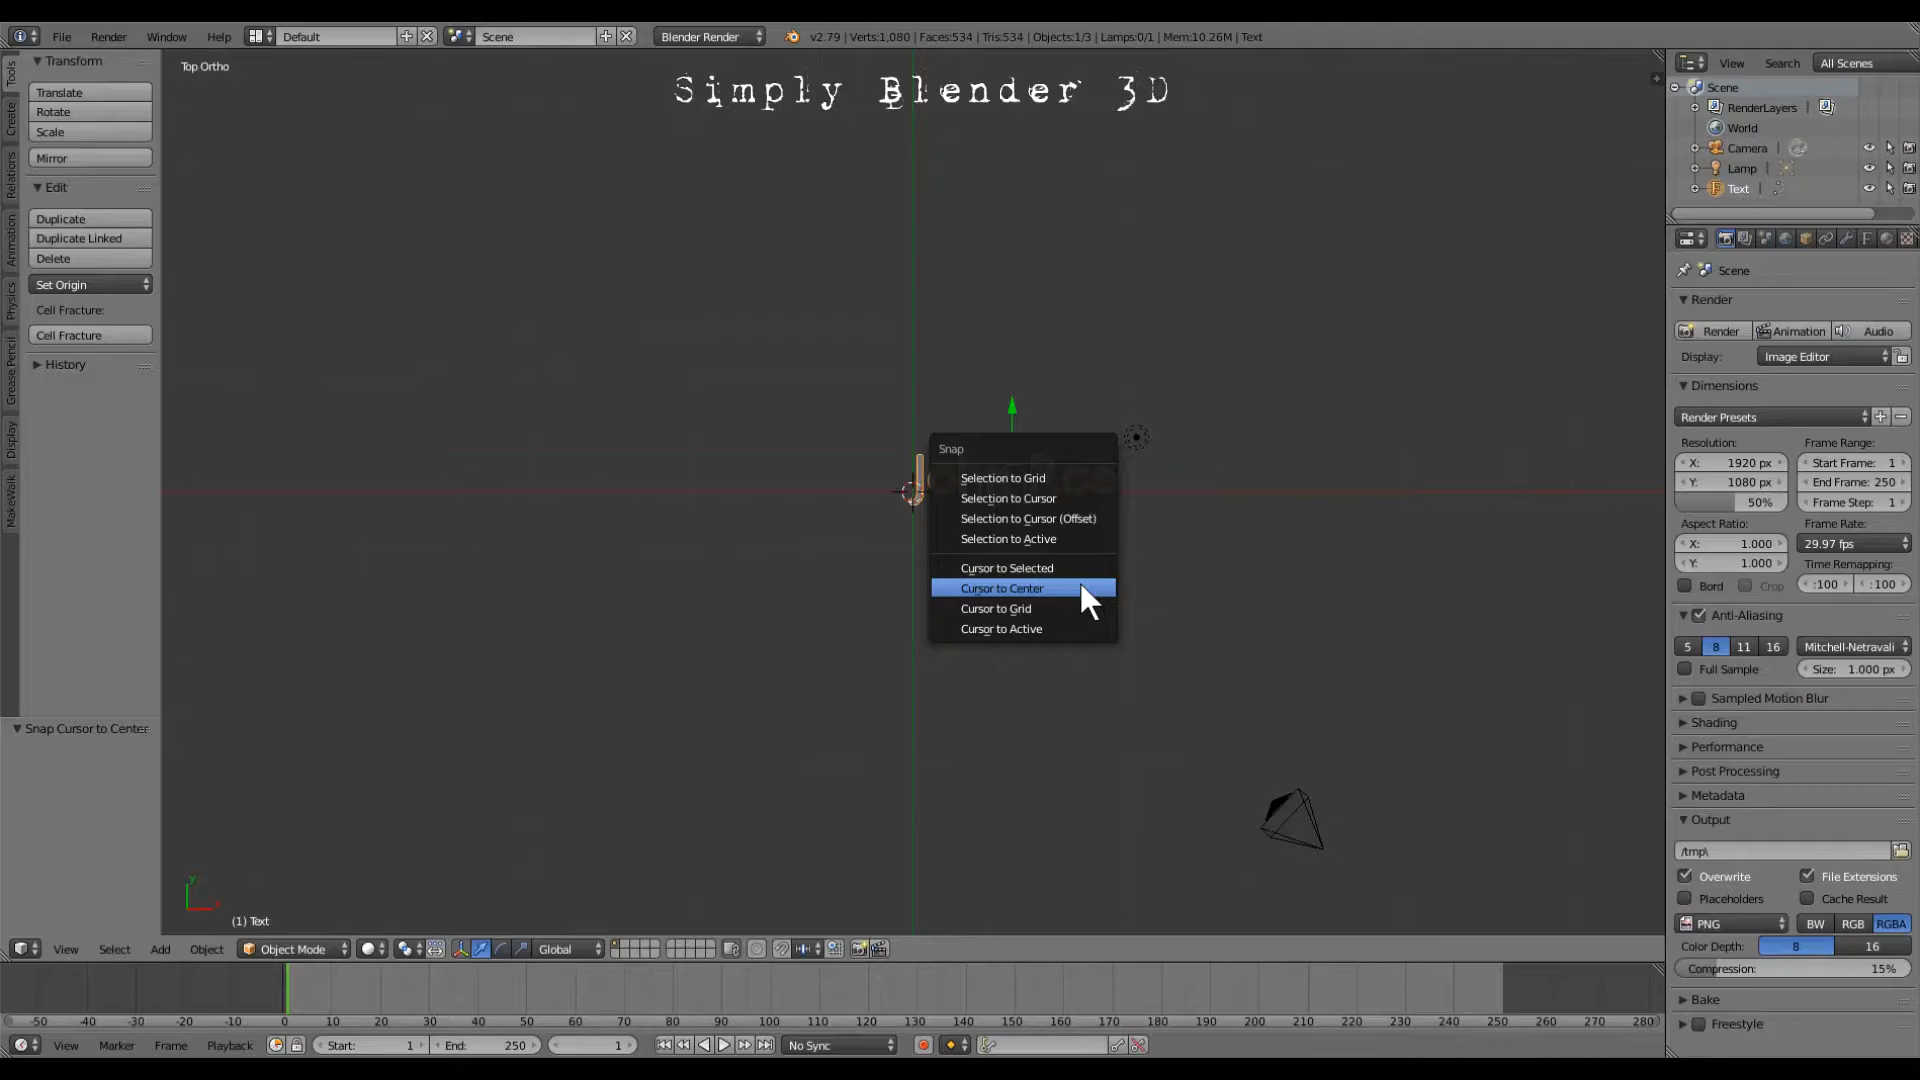 File Render Window Help Default Scene Blender Render v2.79 | Verts:1,080 | Faces:534 | Tris:534 | Objects:1/3 | Lamps:0/1 | Mem:10.26M | Text
Tools
Create
Relations
Animation
Physics
Grease Pencil
Display
MakeWalk
Transform
Translate
Rotate
Scale
Mirror
Edit
Duplicate
Duplicate Linked
Delete
Set Origin
Cell Fracture:
Cell Fracture
History
Snap Cursor to Center
Top Ortho
Simply Blender 3D
Snap
Selection to Grid
Selection to Cursor
Selection to Cursor (Offset)
Selection to Active
Cursor to Selected
Cursor to Center
Cursor to Grid
Cursor to Active
y
x
(1) Text
View Select Add Object Object Mode Global
-50 -40 -30 -20 -10 0 10 20 30 40 50 60 70 80 90 100 110 120 130 140 150 160 170 180 190 200 210 220 230 240 250 260 270 280
View Marker Frame Playback Start: 1 End: 250 1 No Sync
View Search All Scenes
Scene
RenderLayers |
World
Camera |
Lamp |
Text |
Scene
Render
Render Animation Audio
Display: Image Editor
Dimensions
Render Presets
Resolution: Frame Range:
X: 1920 px Start Frame: 1
Y: 1080 px End Frame: 250
50% Frame Step: 1
Aspect Ratio: Frame Rate:
X: 1.000 29.97 fps
Y: 1.000 Time Remapping:
Bord Crop :100 :100
Anti-Aliasing
5 8 11 16 Mitchell-Netravali
Full Sample Size: 1.000 px
Sampled Motion Blur
Shading
Performance
Post Processing
Metadata
Output
/tmp\
Overwrite File Extensions
Placeholders Cache Result
PNG BW RGB RGBA
Color Depth: 8 16
Compression: 15%
Bake
Freestyle